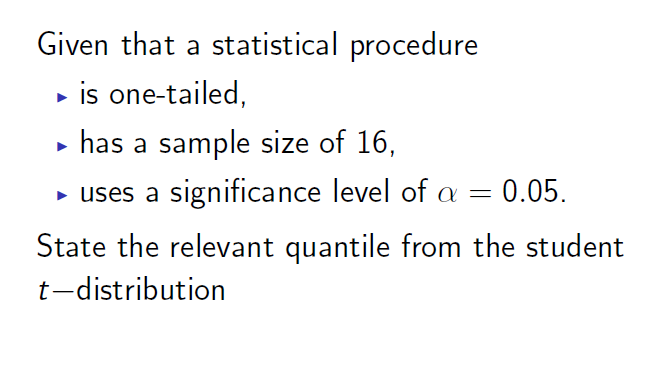 Given that a statistical procedure
▶ is one-tailed,
▶ has a sample size of 16,
▶ uses a significance level of α = 0.05.
State the relevant quantile from the student
t−distribution